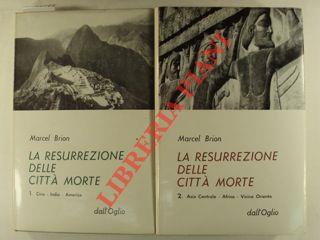 Marcel Brion
LA RESURREZIONE
DELLE
CITTÀ MORTE
1. Cina - India - America
dall'Oglio
Marcel Brion
LA RESURREZIONE
DELLE
CITTÀ MORTE
2. Asia Centrale - Africa - Vicino Oriente
dall'Oglio
LIBRERIA PIANI